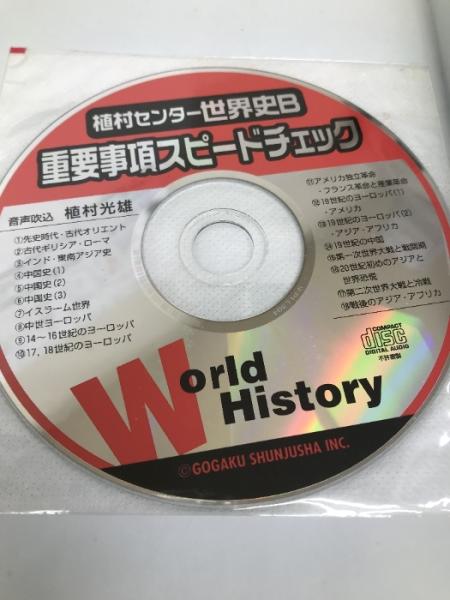 植村センター世界史B
重要事項スピードチェック
音声吹込 植村光雄
①先史時代・古代オリエント
②古代ギリシア・ローマ
③インド・東南アジア史
④中国史(1)
⑤中国史(2)
⑥中国史(3)
⑦イスラーム世界
⑧中世ヨーロッパ
⑨14～16世紀のヨーロッパ
⑩17,18世紀のヨーロッパ
⑪アメリカ独立革命
・フランス革命と産業革命
⑫19世紀のヨーロッパ(1)
・アメリカ
⑬19世紀のヨーロッパ(2)
・アジア・アフリカ
⑭19世紀の中国
⑮第一次世界大戦と戦間期
⑯20世紀初めのアジアと
世界恐慌
⑰第二次世界大戦と冷戦
⑱戦後のアジア・アフリカ
COMPACT
disc
DIGITAL AUDIO
不許複製
World
History
©GOGAKU SHUNJUSHA INC.